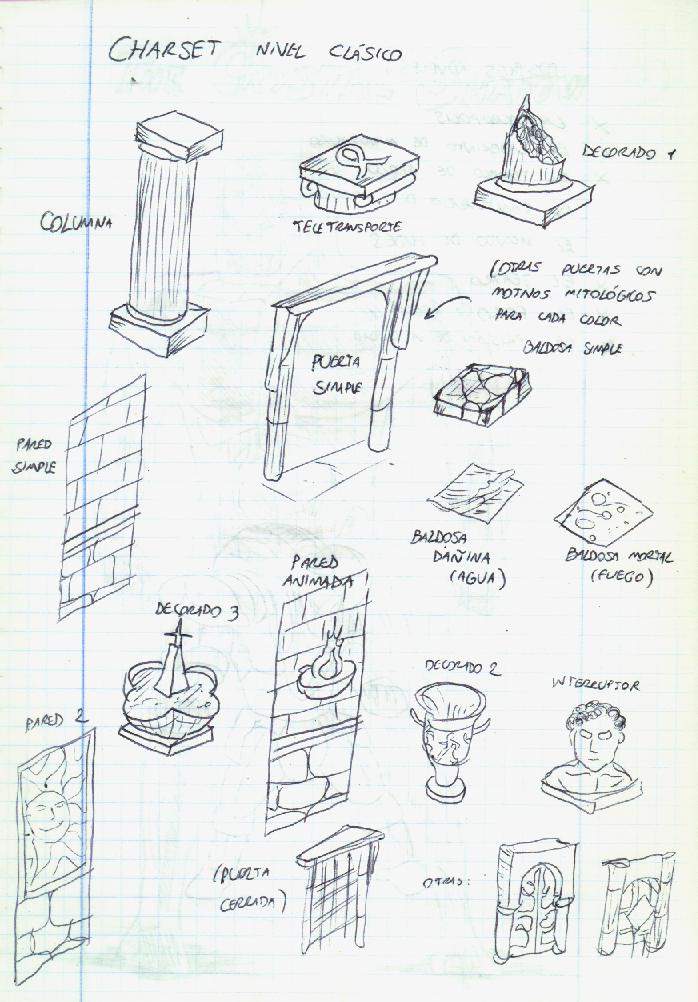 CHARSET NIVEL CLÁSICO
COLUMNA
TELETRANSPORTE
DECORADO 1
(OTRAS PUERTAS CON
MOTIVOS MITOLÓGICOS
PARA CADA COLOR
PUERTA
SIMPLE
BALDOSA SIMPLE
PARED
SIMPLE
BALDOSA
DAÑINA
(AGUA)
BALDOSA MORTAL
(FUEGO)
PARED
ANIMADA
DECORADO 3
DECORADO 2
INTERRUPTOR
PARED 2
(PUERTA
CERRADA)
OTRAS: